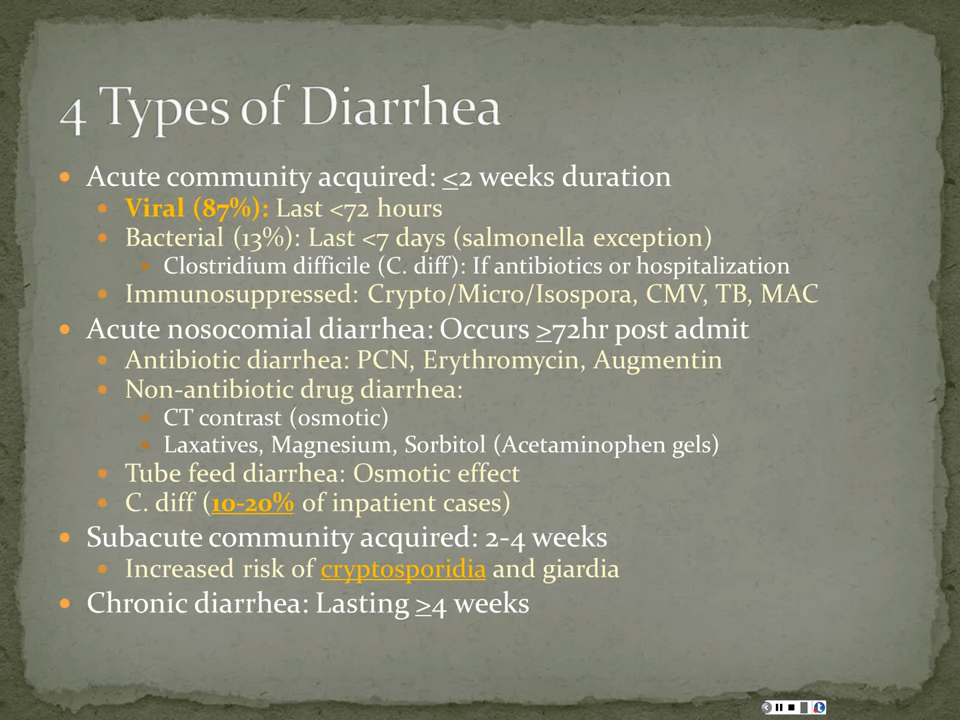 4 Types of Diarrhea
• Acute community acquired: <2 weeks duration
• Viral (87%): Last <72 hours
• Bacterial (13%): Last <7 days (salmonella exception)
• Clostridium difficile (C. diff): If antibiotics or hospitalization
• Immunosuppressed: Crypto/Micro/Isospora, CMV, TB, MAC
• Acute nosocomial diarrhea: Occurs >72hr post admit
• Antibiotic diarrhea: PCN, Erythromycin, Augmentin
• Non-antibiotic drug diarrhea:
• CT contrast (osmotic)
• Laxatives, Magnesium, Sorbitol (Acetaminophen gels)
• Tube feed diarrhea: Osmotic effect
• C. diff (10-20% of inpatient cases)
• Subacute community acquired: 2-4 weeks
• Increased risk of cryptosporidia and giardia
• Chronic diarrhea: Lasting >4 weeks